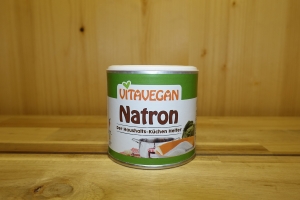 VITAVEGAN
Natron
Der Haushalts-Küchen Helfer